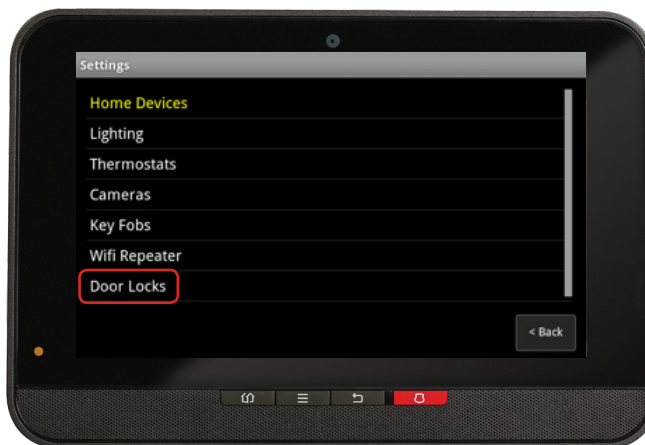 Settings
Home Devices
Lighting
Thermostats
Cameras
Key Fobs
Wifi Repeater
Door Locks
< Back